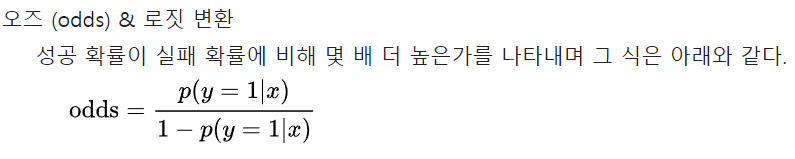 오즈 (odds) & 로짓 변환
성공 확률이 실패 확률에 비해 몇 배 더 높은가를 나타내며 그 식은 아래와 같다.
odds = p(y = 1|x) / 1 − p(y = 1|x)